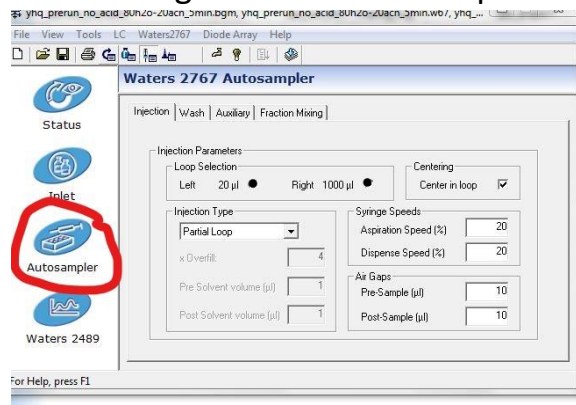 yhq_prerun_no_acid_80h2o-20acn_5min.bgm, yhq_prerun_no_acid_80h2o-20acn_5min.w67, yhq_...
File View Tools LC Waters2767 Diode Array Help
Waters 2767 Autosampler
Status
Inlet
Autosampler
Waters 2489
Injection Wash Auxiliary Fraction Mixing
Injection Parameters
Loop Selection
Left 20 µl Right 1000 µl
Centering
Center in loop
Injection Type
Partial Loop
x Overfill: 4
Pre Solvent volume (µl) 1
Post Solvent volume (µl) 1
Syringe Speeds
Aspiration Speed (%) 20
Dispense Speed (%) 20
Air Gaps
Pre-Sample (µl) 10
Post-Sample (µl) 10
For Help, press F1